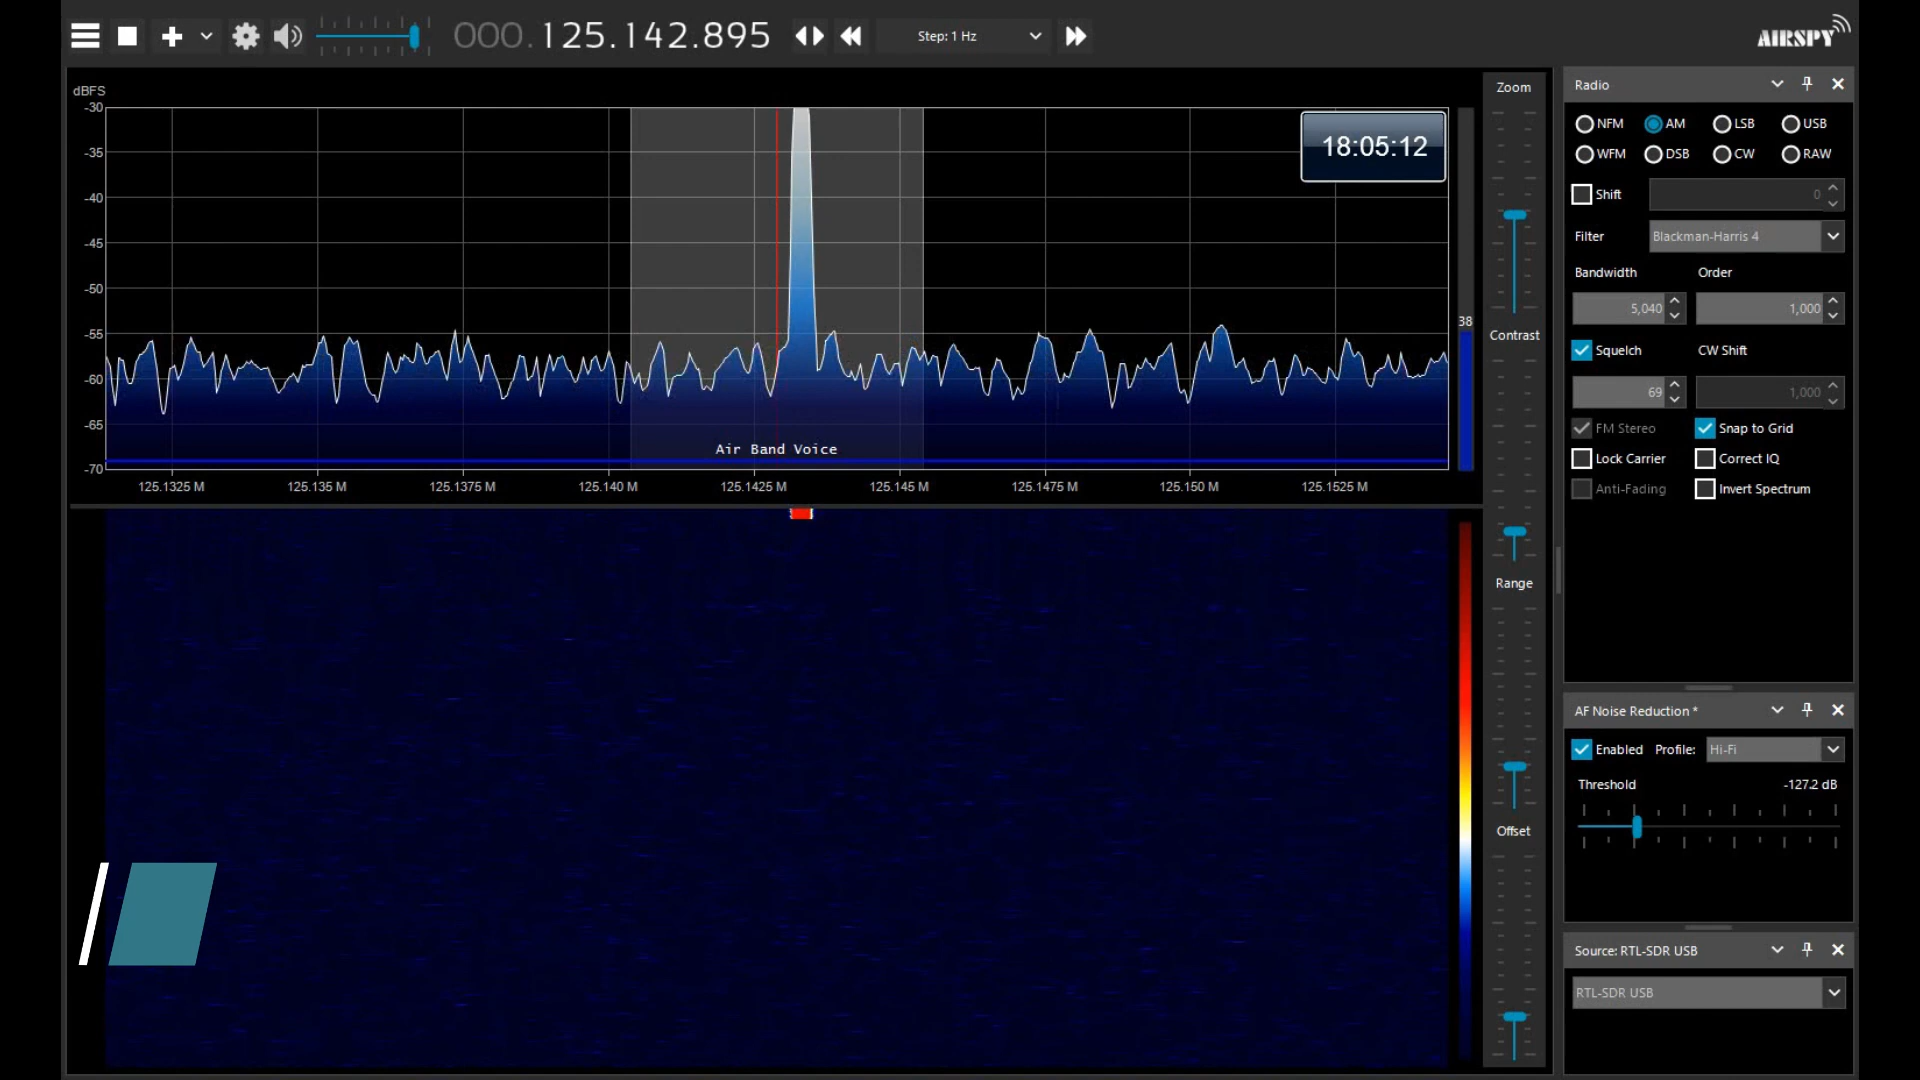 000.125.142.895
Step: 1 Hz
AIRSPY
dBFS
-30
-35
-40
-45
-50
-55
-60
-65
-70
18:05:12
Air Band Voice
125.1325 M
125.135 M
125.1375 M
125.140 M
125.1425 M
125.145 M
125.1475 M
125.150 M
125.1525 M
38
Zoom
Contrast
Range
Offset
Radio
NFM AM LSB USB
WFM DSB CW RAW
Shift 0
Filter Blackman-Harris 4
Bandwidth Order
5,040 1,000
Squelch CW Shift
69 1,000
FM Stereo Snap to Grid
Lock Carrier Correct IQ
Anti-Fading Invert Spectrum
AF Noise Reduction *
Enabled Profile: Hi-Fi
Threshold -127.2 dB
Source: RTL-SDR USB
RTL-SDR USB